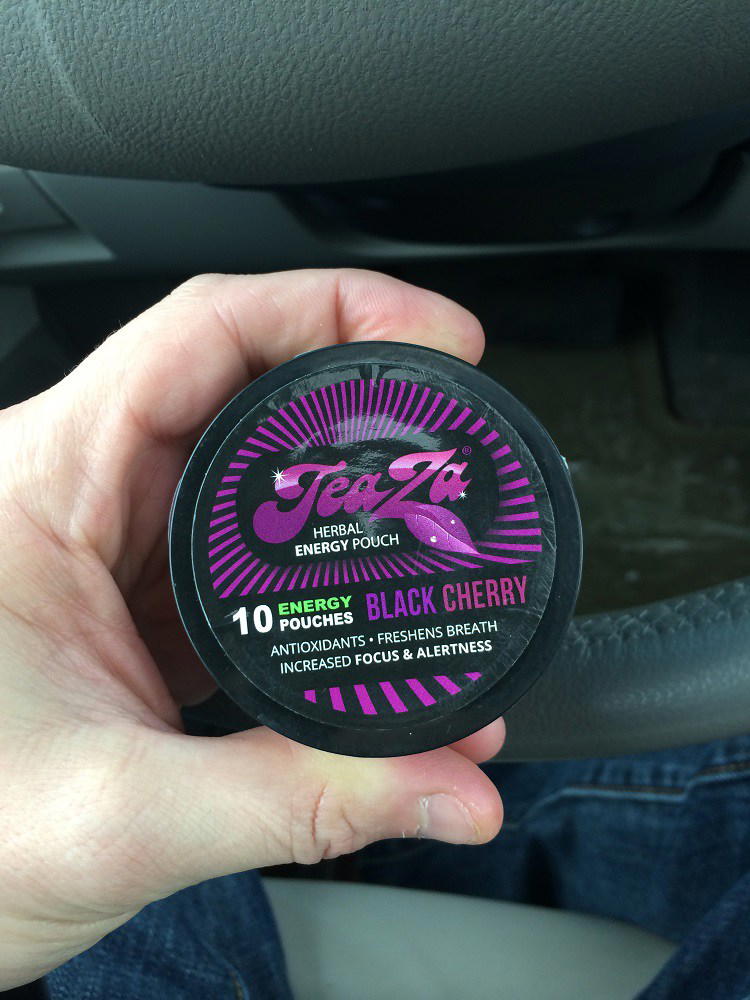 TeaZa®
HERBAL
ENERGY POUCH
10 ENERGY POUCHES BLACK CHERRY
ANTIOXIDANTS • FRESHENS BREATH
INCREASED FOCUS & ALERTNESS